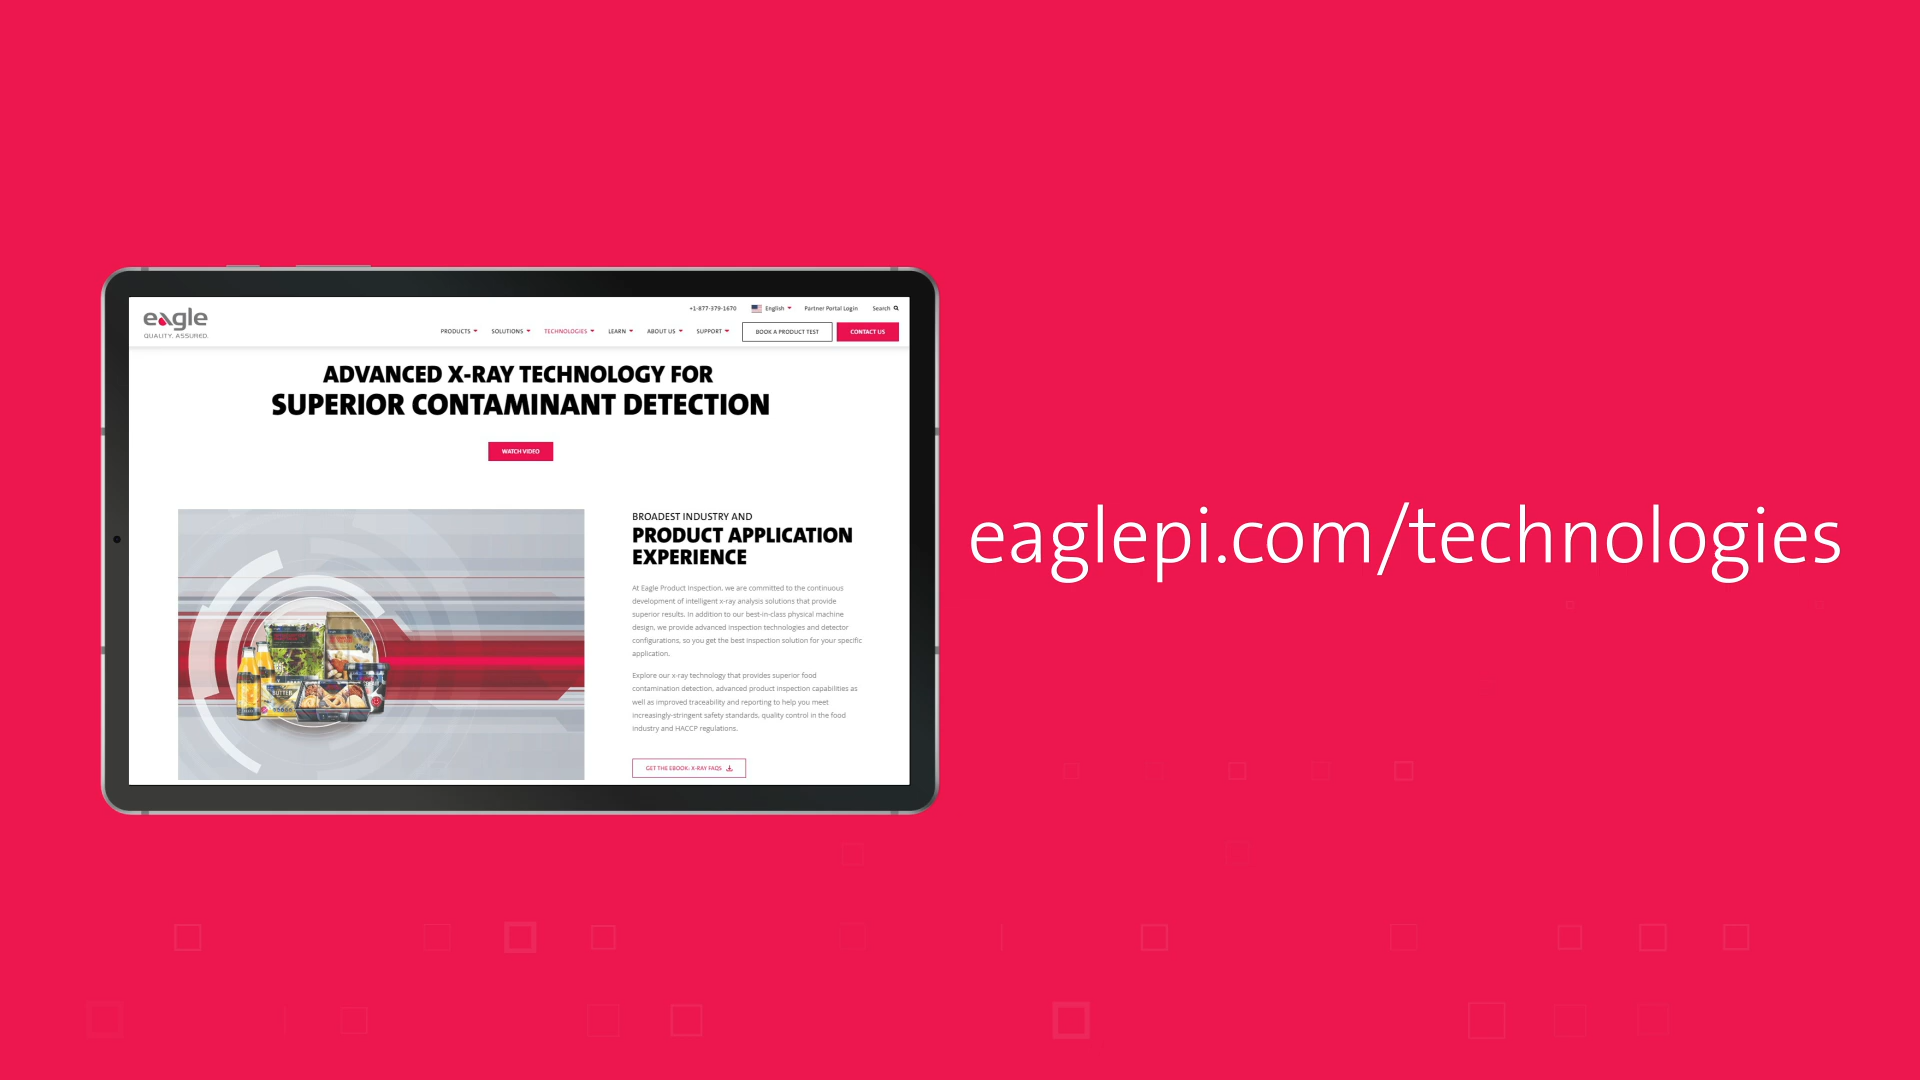 eagle
QUALITY. ASSURED.
+1-877-379-1670 English Partner Portal Login Search
PRODUCTS SOLUTIONS TECHNOLOGIES LEARN ABOUT US SUPPORT BOOK A PRODUCT TEST CONTACT US
ADVANCED X-RAY TECHNOLOGY FOR
SUPERIOR CONTAMINANT DETECTION
WATCH VIDEO
BROADEST INDUSTRY AND
PRODUCT APPLICATION
EXPERIENCE
At Eagle Product Inspection, we are committed to the continuous
development of intelligent x-ray analysis solutions that provide
superior results. In addition to our best-in-class physical machine
design, we provide advanced inspection technologies and detector
configurations, so you get the best inspection solution for your specific
application.
Explore our x-ray technology that provides superior food
contamination detection, advanced product inspection capabilities as
well as improved traceability and reporting to help you meet
increasingly-stringent safety standards, quality control in the food
industry and HACCP regulations.
GET THE EBOOK: X-RAY FAQS
BUTTER
eaglepi.com/technologies